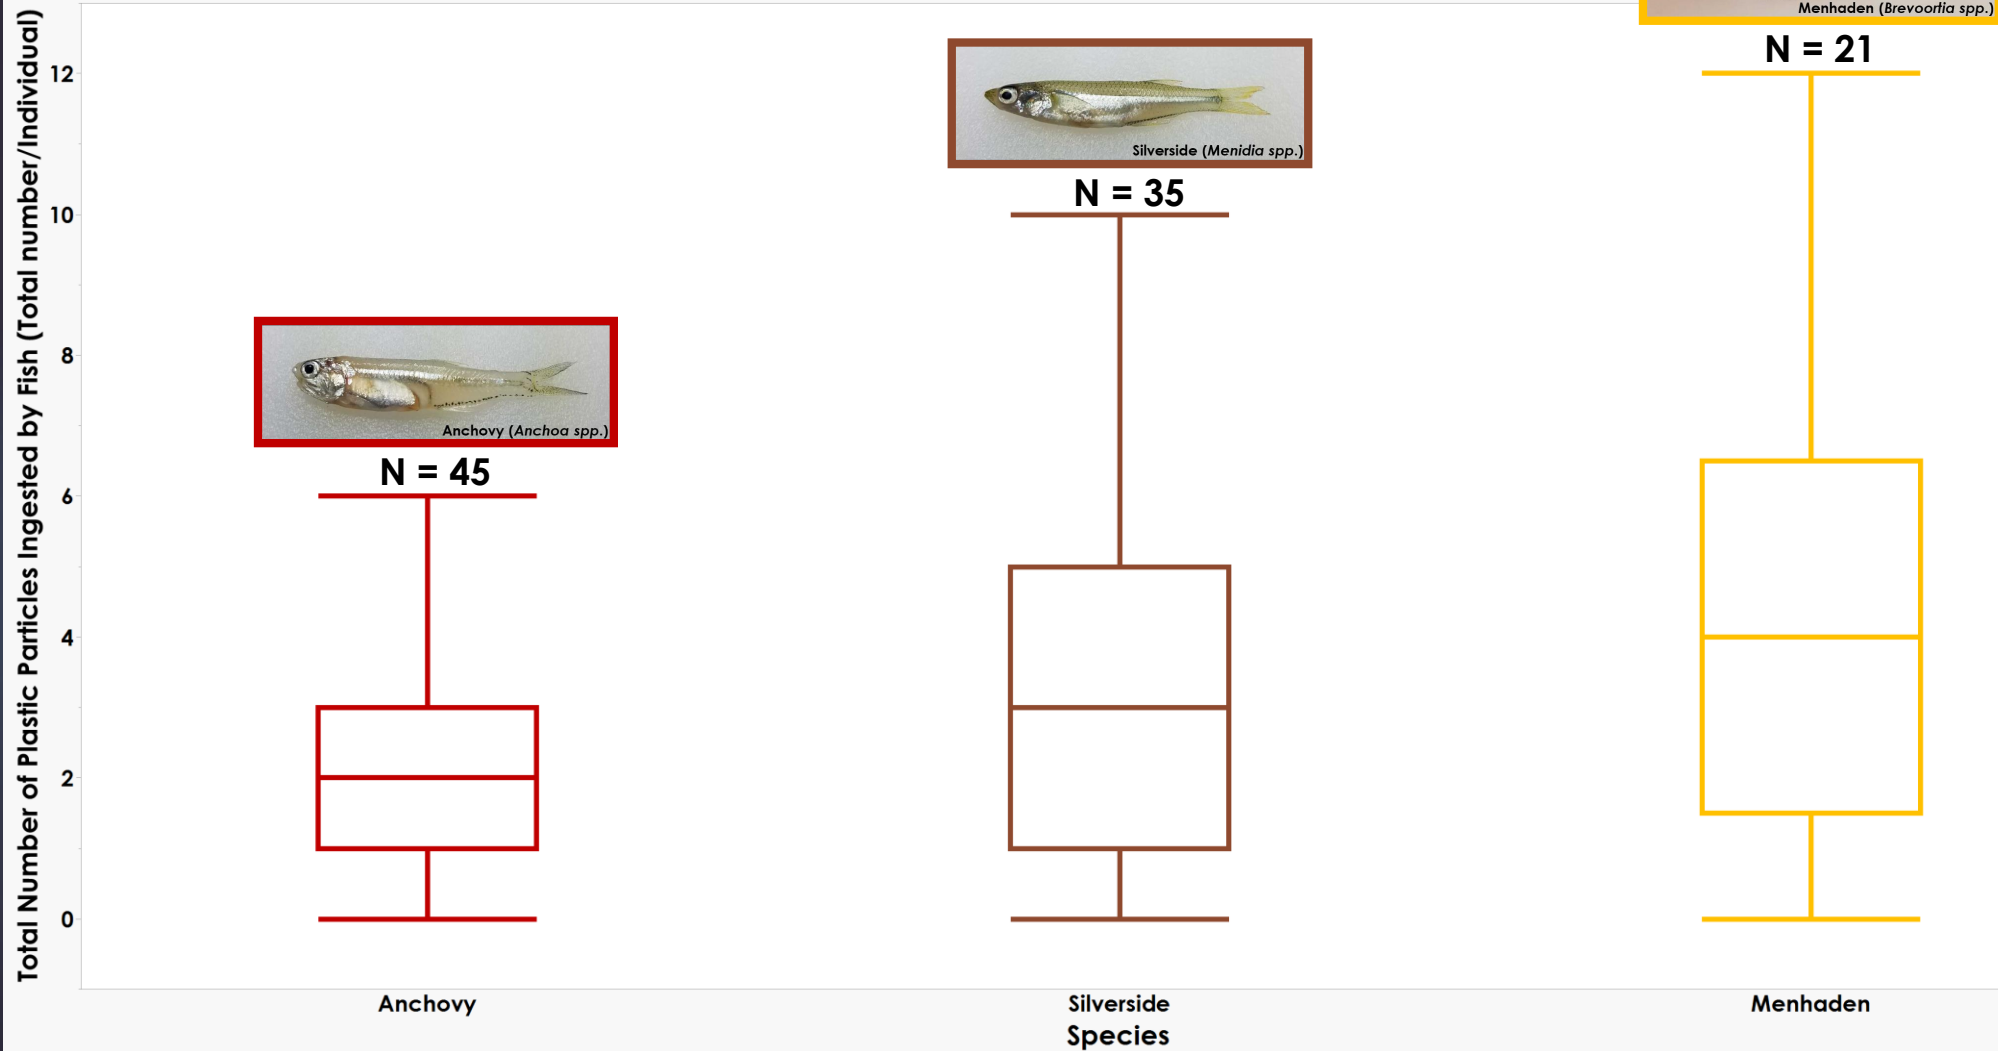 Total Number of Plastic Particles Ingested by Fish (Total number/Individual)
12
10
8
6
4
2
0
Anchovy (Anchoa spp.)
N = 45
Silverside (Menidia spp.)
N = 35
Menhaden (Brevoortia spp.)
N = 21
Anchovy
Silverside
Menhaden
Species